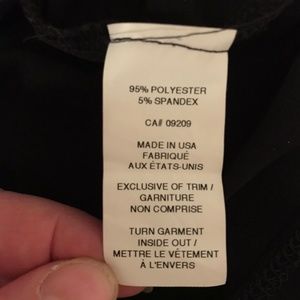 95% POLYESTER
5% SPANDEX
CA# 09209
MADE IN USA
FABRIQUÉ
AUX ÉTATS-UNIS
EXCLUSIVE OF TRIM /
GARNITURE
NON COMPRISE
TURN GARMENT
INSIDE OUT /
METTRE LE VÊTEMENT
À L'ENVERS